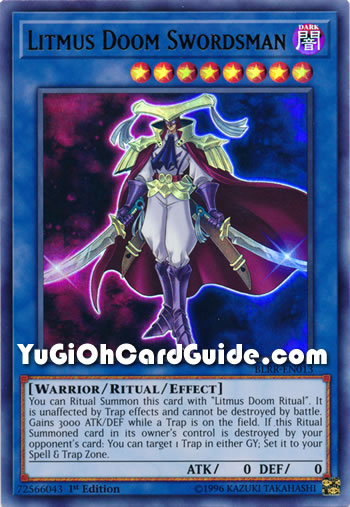 LITMUS DOOM SWORDSMAN
DARK
闇
YuGiOhCardGuide.com
BLRR-EN013
[WARRIOR/RITUAL/EFFECT]
You can Ritual Summon this card with "Litmus Doom Ritual". It
is unaffected by Trap effects and cannot be destroyed by battle.
Gains 3000 ATK/DEF while a Trap is on the field. If this Ritual
Summoned card in its owner's control is destroyed by your
opponent's card: You can target 1 Trap in either GY; Set it to your
Spell & Trap Zone.
ATK/ 0 DEF/ 0
72566043 1st Edition ©1996 KAZUKI TAKAHASHI